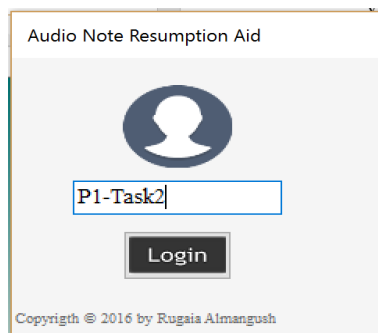 Audio Note Resumption Aid
P1-Task2
Login
Copyrigth © 2016 by Rugaia Almangush